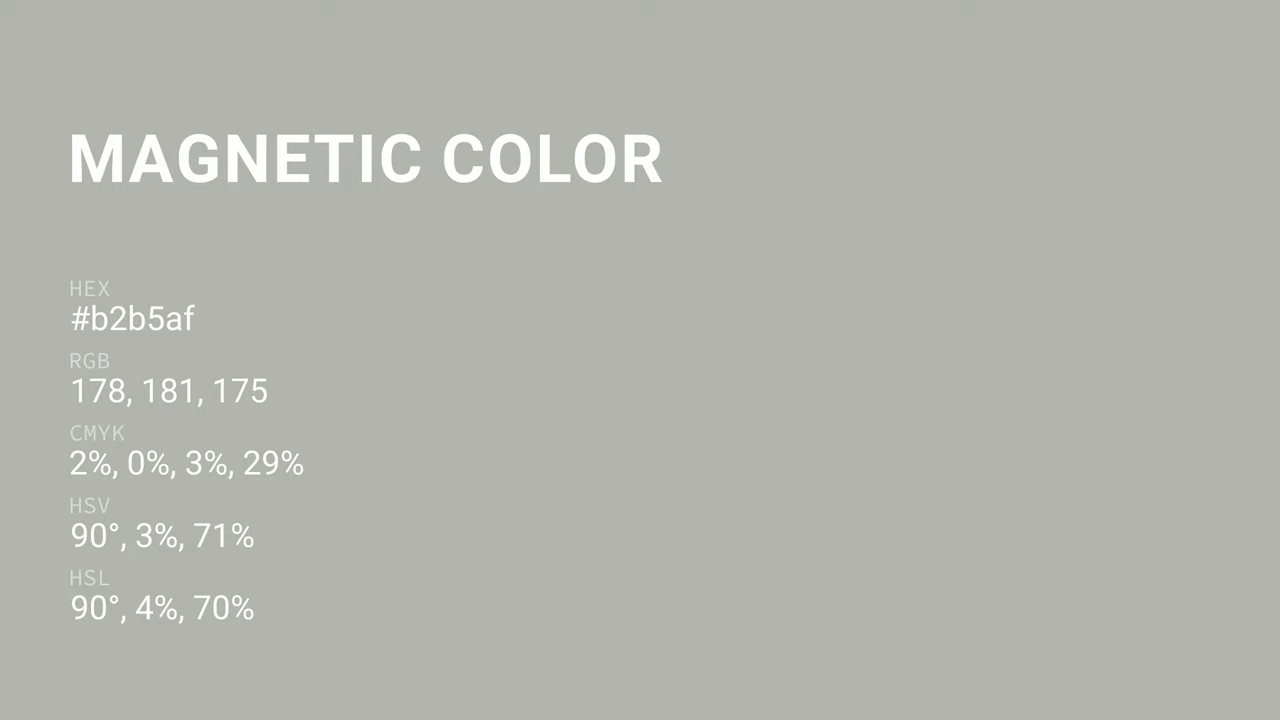 MAGNETIC COLOR
HEX
#b2b5af
RGB
178, 181, 175
CMYK
2%, 0%, 3%, 29%
HSV
90°, 3%, 71%
HSL
90°, 4%, 70%